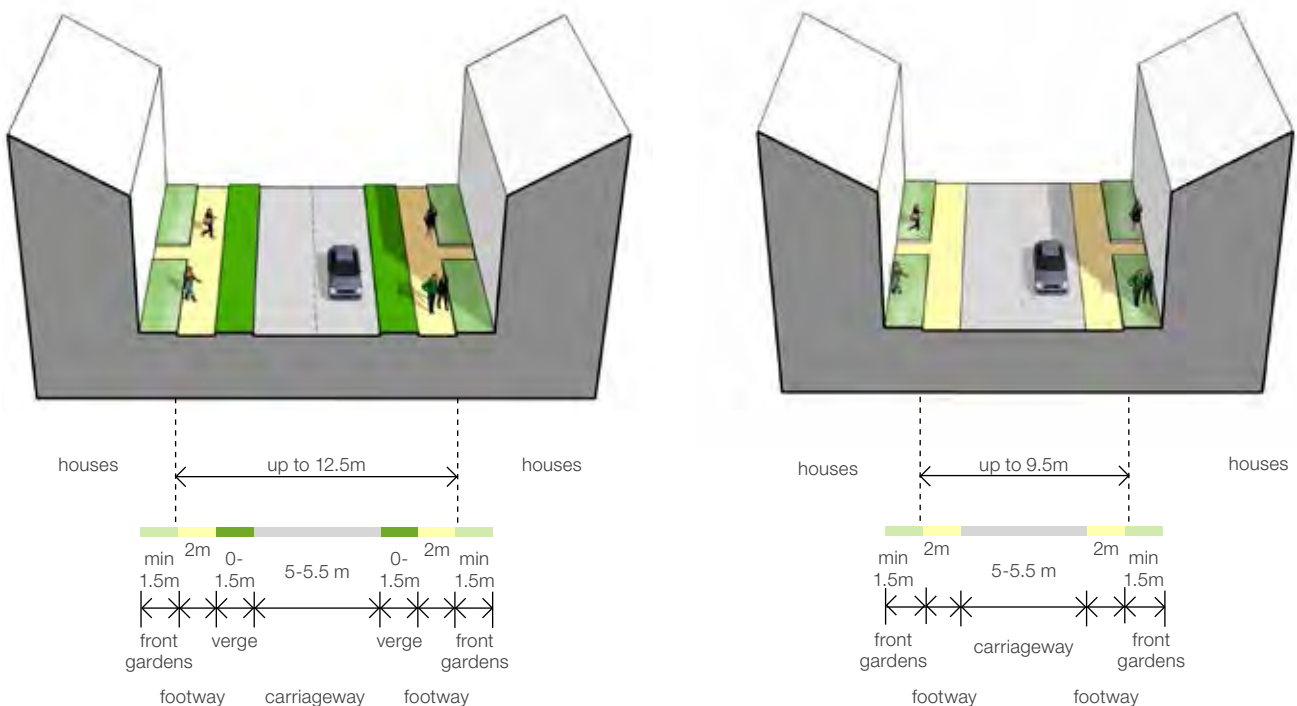 houses
up to 12.5m
houses
2m
2m
min
1.5m
0-
1.5m
5-5.5 m
0-
1.5m
min
1.5m
front
gardens
verge
verge
front
gardens
footway
carriageway
footway
houses
up to 9.5m
houses
2m
2m
min
1.5m
5-5.5 m
min
1.5m
front
gardens
carriageway
front
gardens
footway
footway